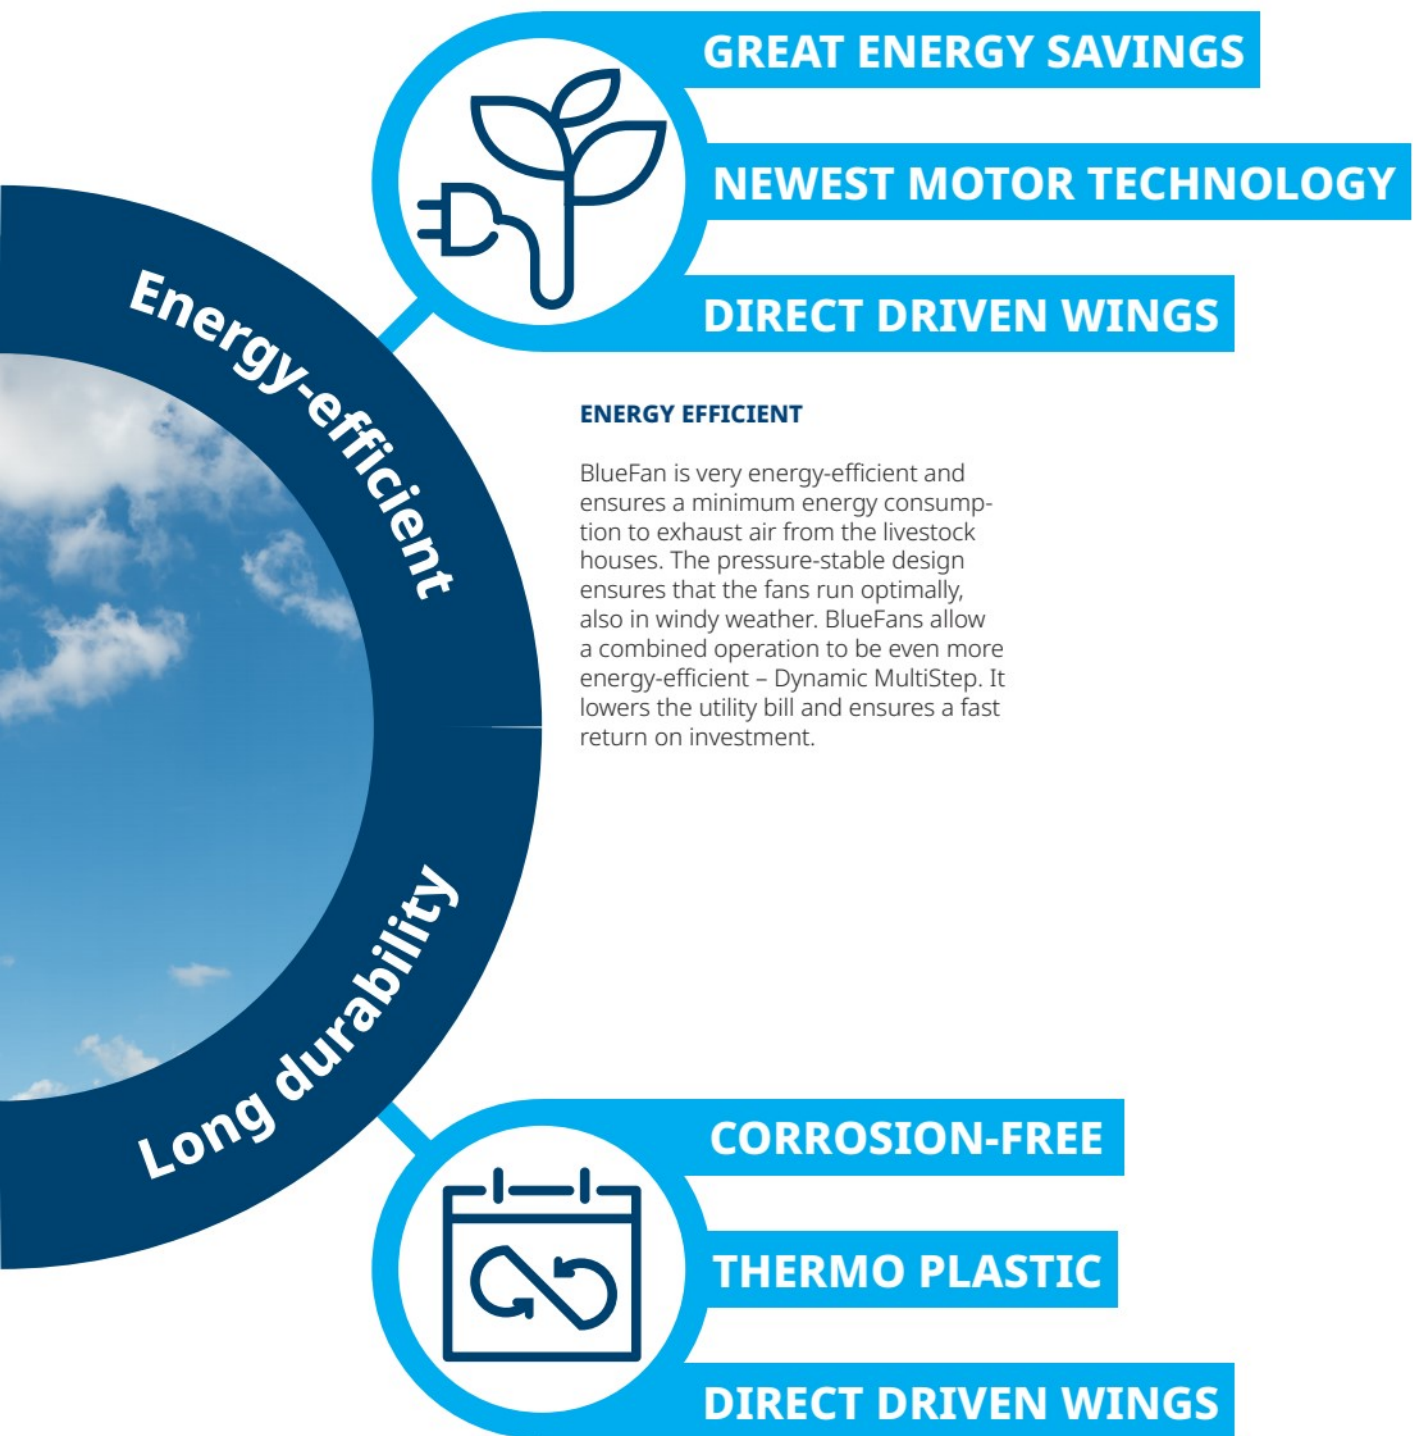 GREAT ENERGY SAVINGS
NEWEST MOTOR TECHNOLOGY
DIRECT DRIVEN WINGS
Energy-efficient
ENERGY EFFICIENT
BlueFan is very energy-efficient and
ensures a minimum energy consump-
tion to exhaust air from the livestock
houses. The pressure-stable design
ensures that the fans run optimally,
also in windy weather. BlueFans allow
a combined operation to be even more
energy-efficient – Dynamic MultiStep. It
lowers the utility bill and ensures a fast
return on investment.
Long durability
CORROSION-FREE
THERMO PLASTIC
DIRECT DRIVEN WINGS